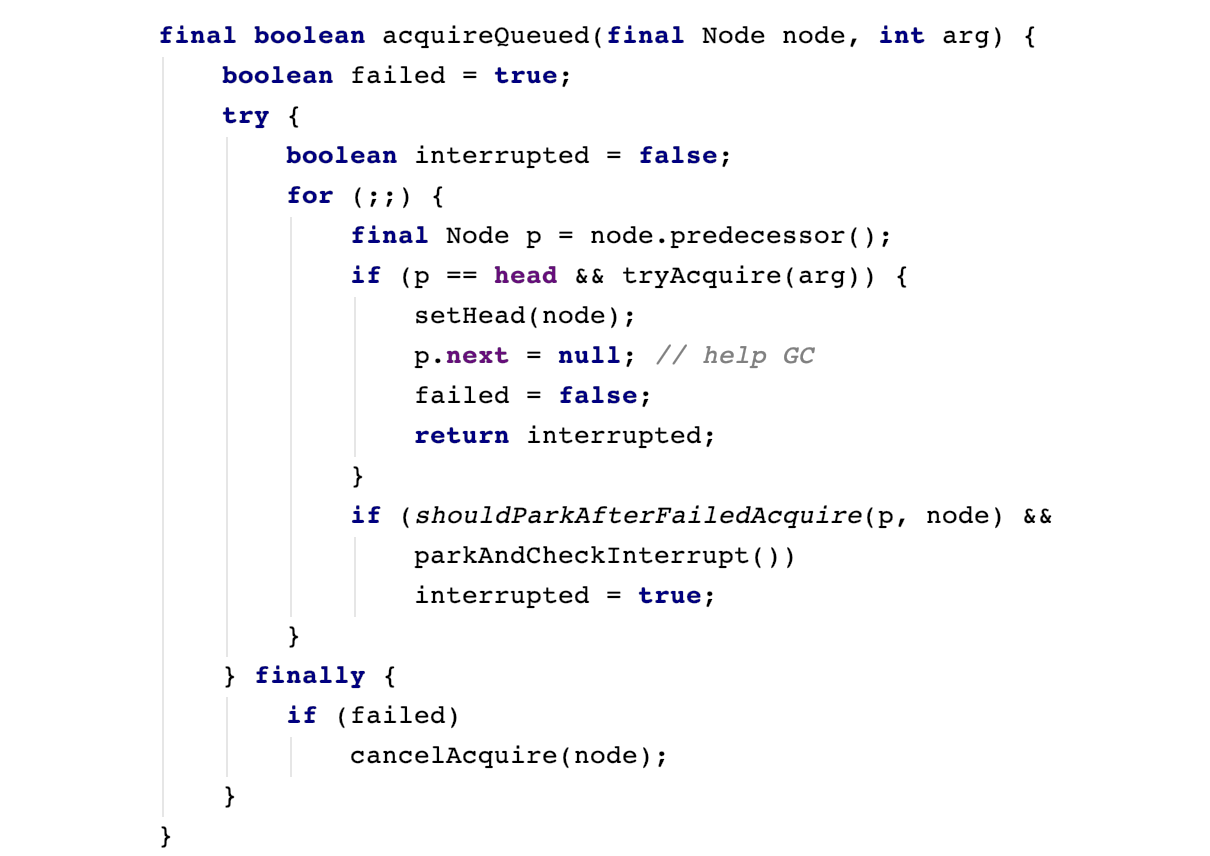 final boolean acquireQueued(final Node node, int arg) {
    boolean failed = true;
    try {
        boolean interrupted = false;
        for (;;) {
            final Node p = node.predecessor();
            if (p == head && tryAcquire(arg)) {
                setHead(node);
                p.next = null; // help GC
                failed = false;
                return interrupted;
            }
            if (shouldParkAfterFailedAcquire(p, node) &&
                parkAndCheckInterrupt())
                interrupted = true;
        }
    } finally {
        if (failed)
            cancelAcquire(node);
    }
}